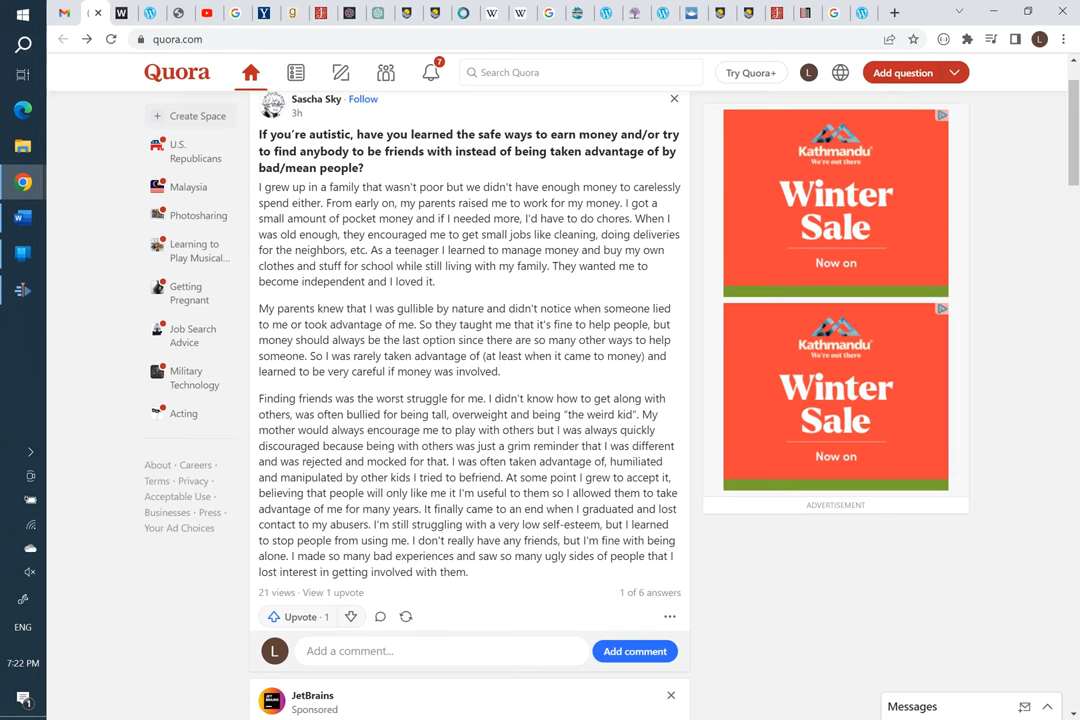 quora.com
L
Quora
7
Search Quora
Try Quora+
L
Add question
Create Space
U.S.
Republicans
Malaysia
Photosharing
Learning to
Play Musical...
Getting
Pregnant
Job Search
Advice
Military
Technology
Acting
About · Careers ·
Terms · Privacy ·
Acceptable Use ·
Businesses · Press ·
Your Ad Choices
Sascha Sky · Follow
3h
If you're autistic, have you learned the safe ways to earn money and/or try
to find anybody to be friends with instead of being taken advantage of by
bad/mean people?
I grew up in a family that wasn't poor but we didn't have enough money to carelessly
spend either. From early on, my parents raised me to work for my money. I got a
small amount of pocket money and if I needed more, I'd have to do chores. When I
was old enough, they encouraged me to get small jobs like cleaning, doing deliveries
for the neighbors, etc. As a teenager I learned to manage money and buy my own
clothes and stuff for school while still living with my family. They wanted me to
become independent and I loved it.
My parents knew that I was gullible by nature and didn't notice when someone lied
to me or took advantage of me. So they taught me that it's fine to help people, but
money should always be the last option since there are so many other ways to help
someone. So I was rarely taken advantage of (at least when it came to money) and
learned to be very careful if money was involved.
Finding friends was the worst struggle for me. I didn't know how to get along with
others, was often bullied for being tall, overweight and being "the weird kid". My
mother would always encourage me to play with others but I was always quickly
discouraged because being with others was just a grim reminder that I was different
and was rejected and mocked for that. I was often taken advantage of, humiliated
and manipulated by other kids I tried to befriend. At some point I grew to accept it,
believing that people will only like me it I'm useful to them so I allowed them to take
advantage of me for many years. It finally came to an end when I graduated and lost
contact to my abusers. I'm still struggling with a very low self-esteem, but I learned
to stop people from using me. I don't really have any friends, but I'm fine with being
alone. I made so many bad experiences and saw so many ugly sides of people that I
lost interest in getting involved with them.
21 views · View 1 upvote
1 of 6 answers
Upvote · 1
L
Add a comment...
Add comment
JET BRAINS
JetBrains
Sponsored
Kathmandu
We're out there
Winter
Sale
Now on
Kathmandu
We're out there
Winter
Sale
Now on
ADVERTISEMENT
Messages
ENG
7:22 PM
1